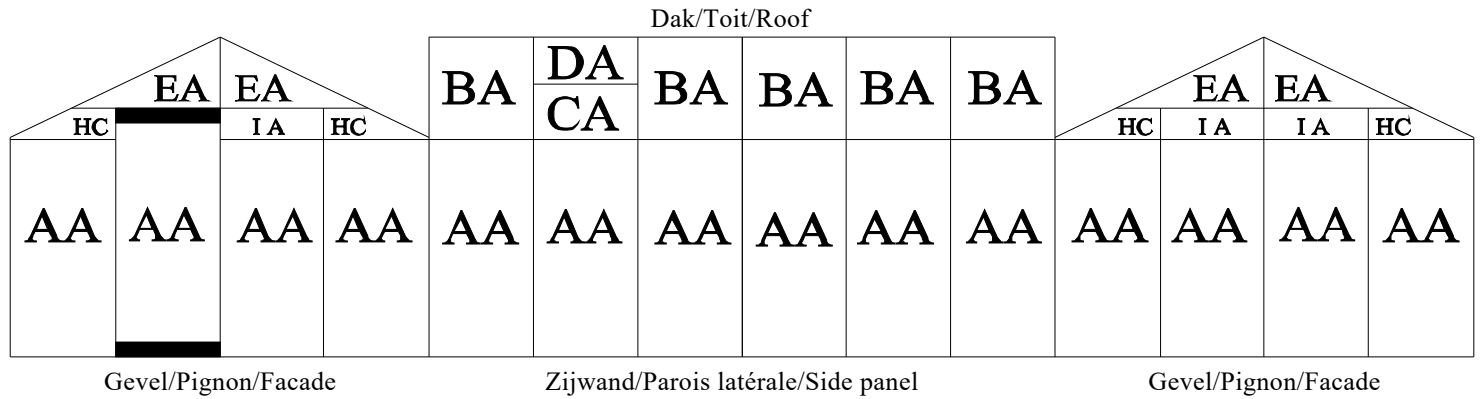 Dak/Toit/Roof
BA DA BA BA BA BA
CA
EA EA EA EA
HC I A HC HC I A I A HC
AA AA AA AA AA AA AA AA AA AA AA AA AA AA
Gevel/Pignon/Facade Zijwand/Parois latérale/Side panel Gevel/Pignon/Facade